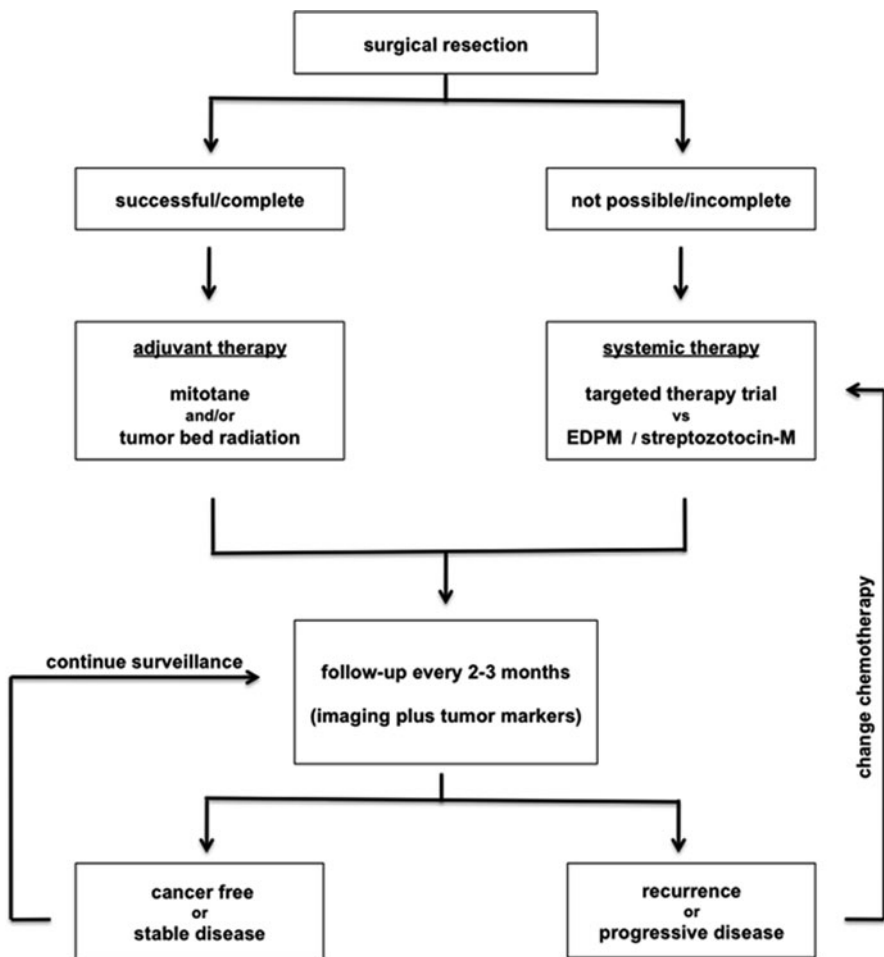 surgical resection
successful/complete
not possible/incomplete
adjuvant therapy
mitotane
and/or
tumor bed radiation
systemic therapy
targeted therapy trial
vs
EDPM / streptozotocin-M
change chemotherapy
continue surveillance
follow-up every 2-3 months
(imaging plus tumor markers)
cancer free
or
stable disease
recurrence
or
progressive disease